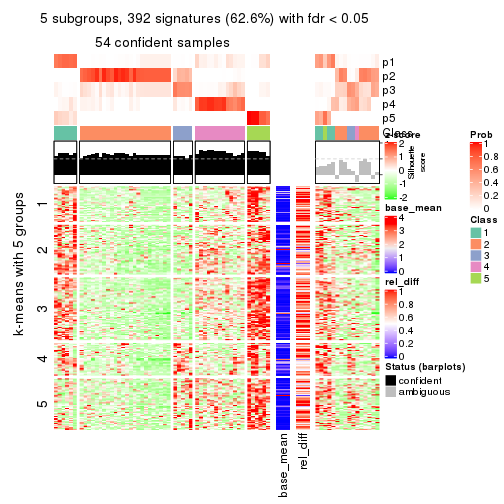 5 subgroups, 392 signatures (62.6%) with fdr < 0.05
54 confident samples
p1
p2
p3
p4
p5
Class
Silhouette
score
k-means with 5 groups
1
2
3
4
5
base_mean
rel_diff
z-score
2
1
0
-1
-2
base_mean
4
3
2
1
0
rel_diff
1
0.8
0.6
0.4
0.2
0
Status (barplots)
confident
ambiguous
Prob
1
0.8
0.6
0.4
0.2
0
Class
1
2
3
4
5